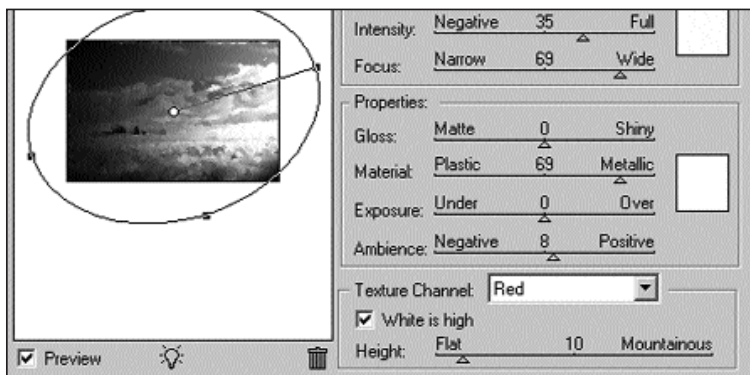 Intensity: Negative 35 Full
Focus: Narrow 69 Wide
Properties:
Gloss: Matte 0 Shiny
Material: Plastic 69 Metallic
Exposure: Under 0 Over
Ambience: Negative 8 Positive
Texture Channel: Red
White is high
Height: Flat 10 Mountainous
Preview